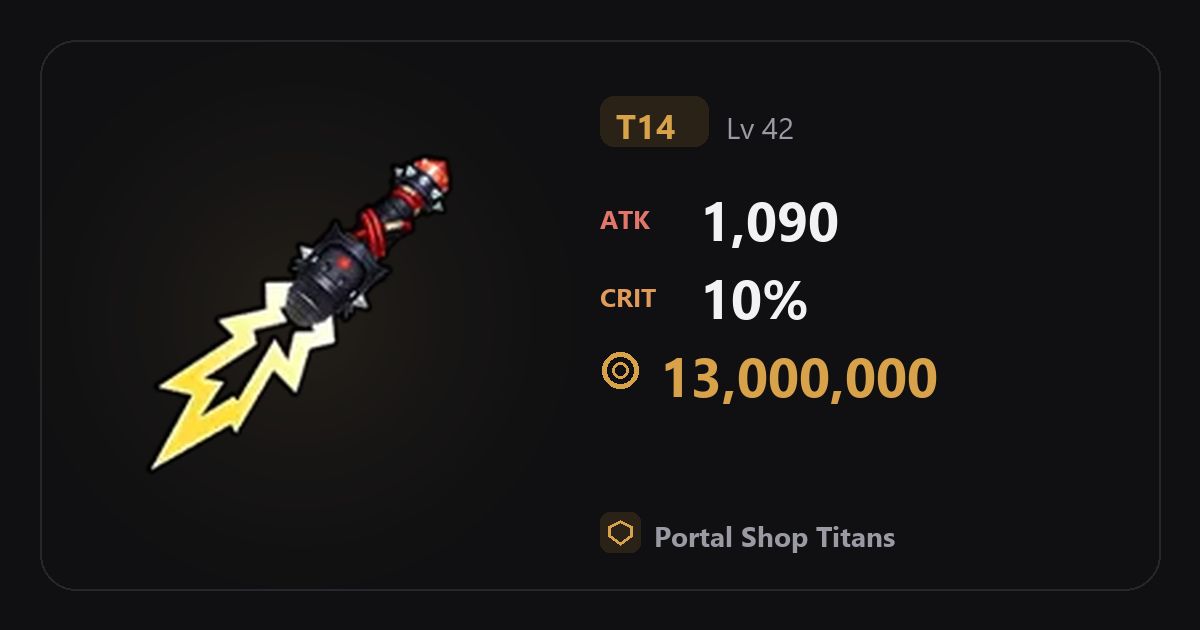 T14 Lv 42
ATK 1,090
CRIT 10%
13,000,000
Portal Shop Titans